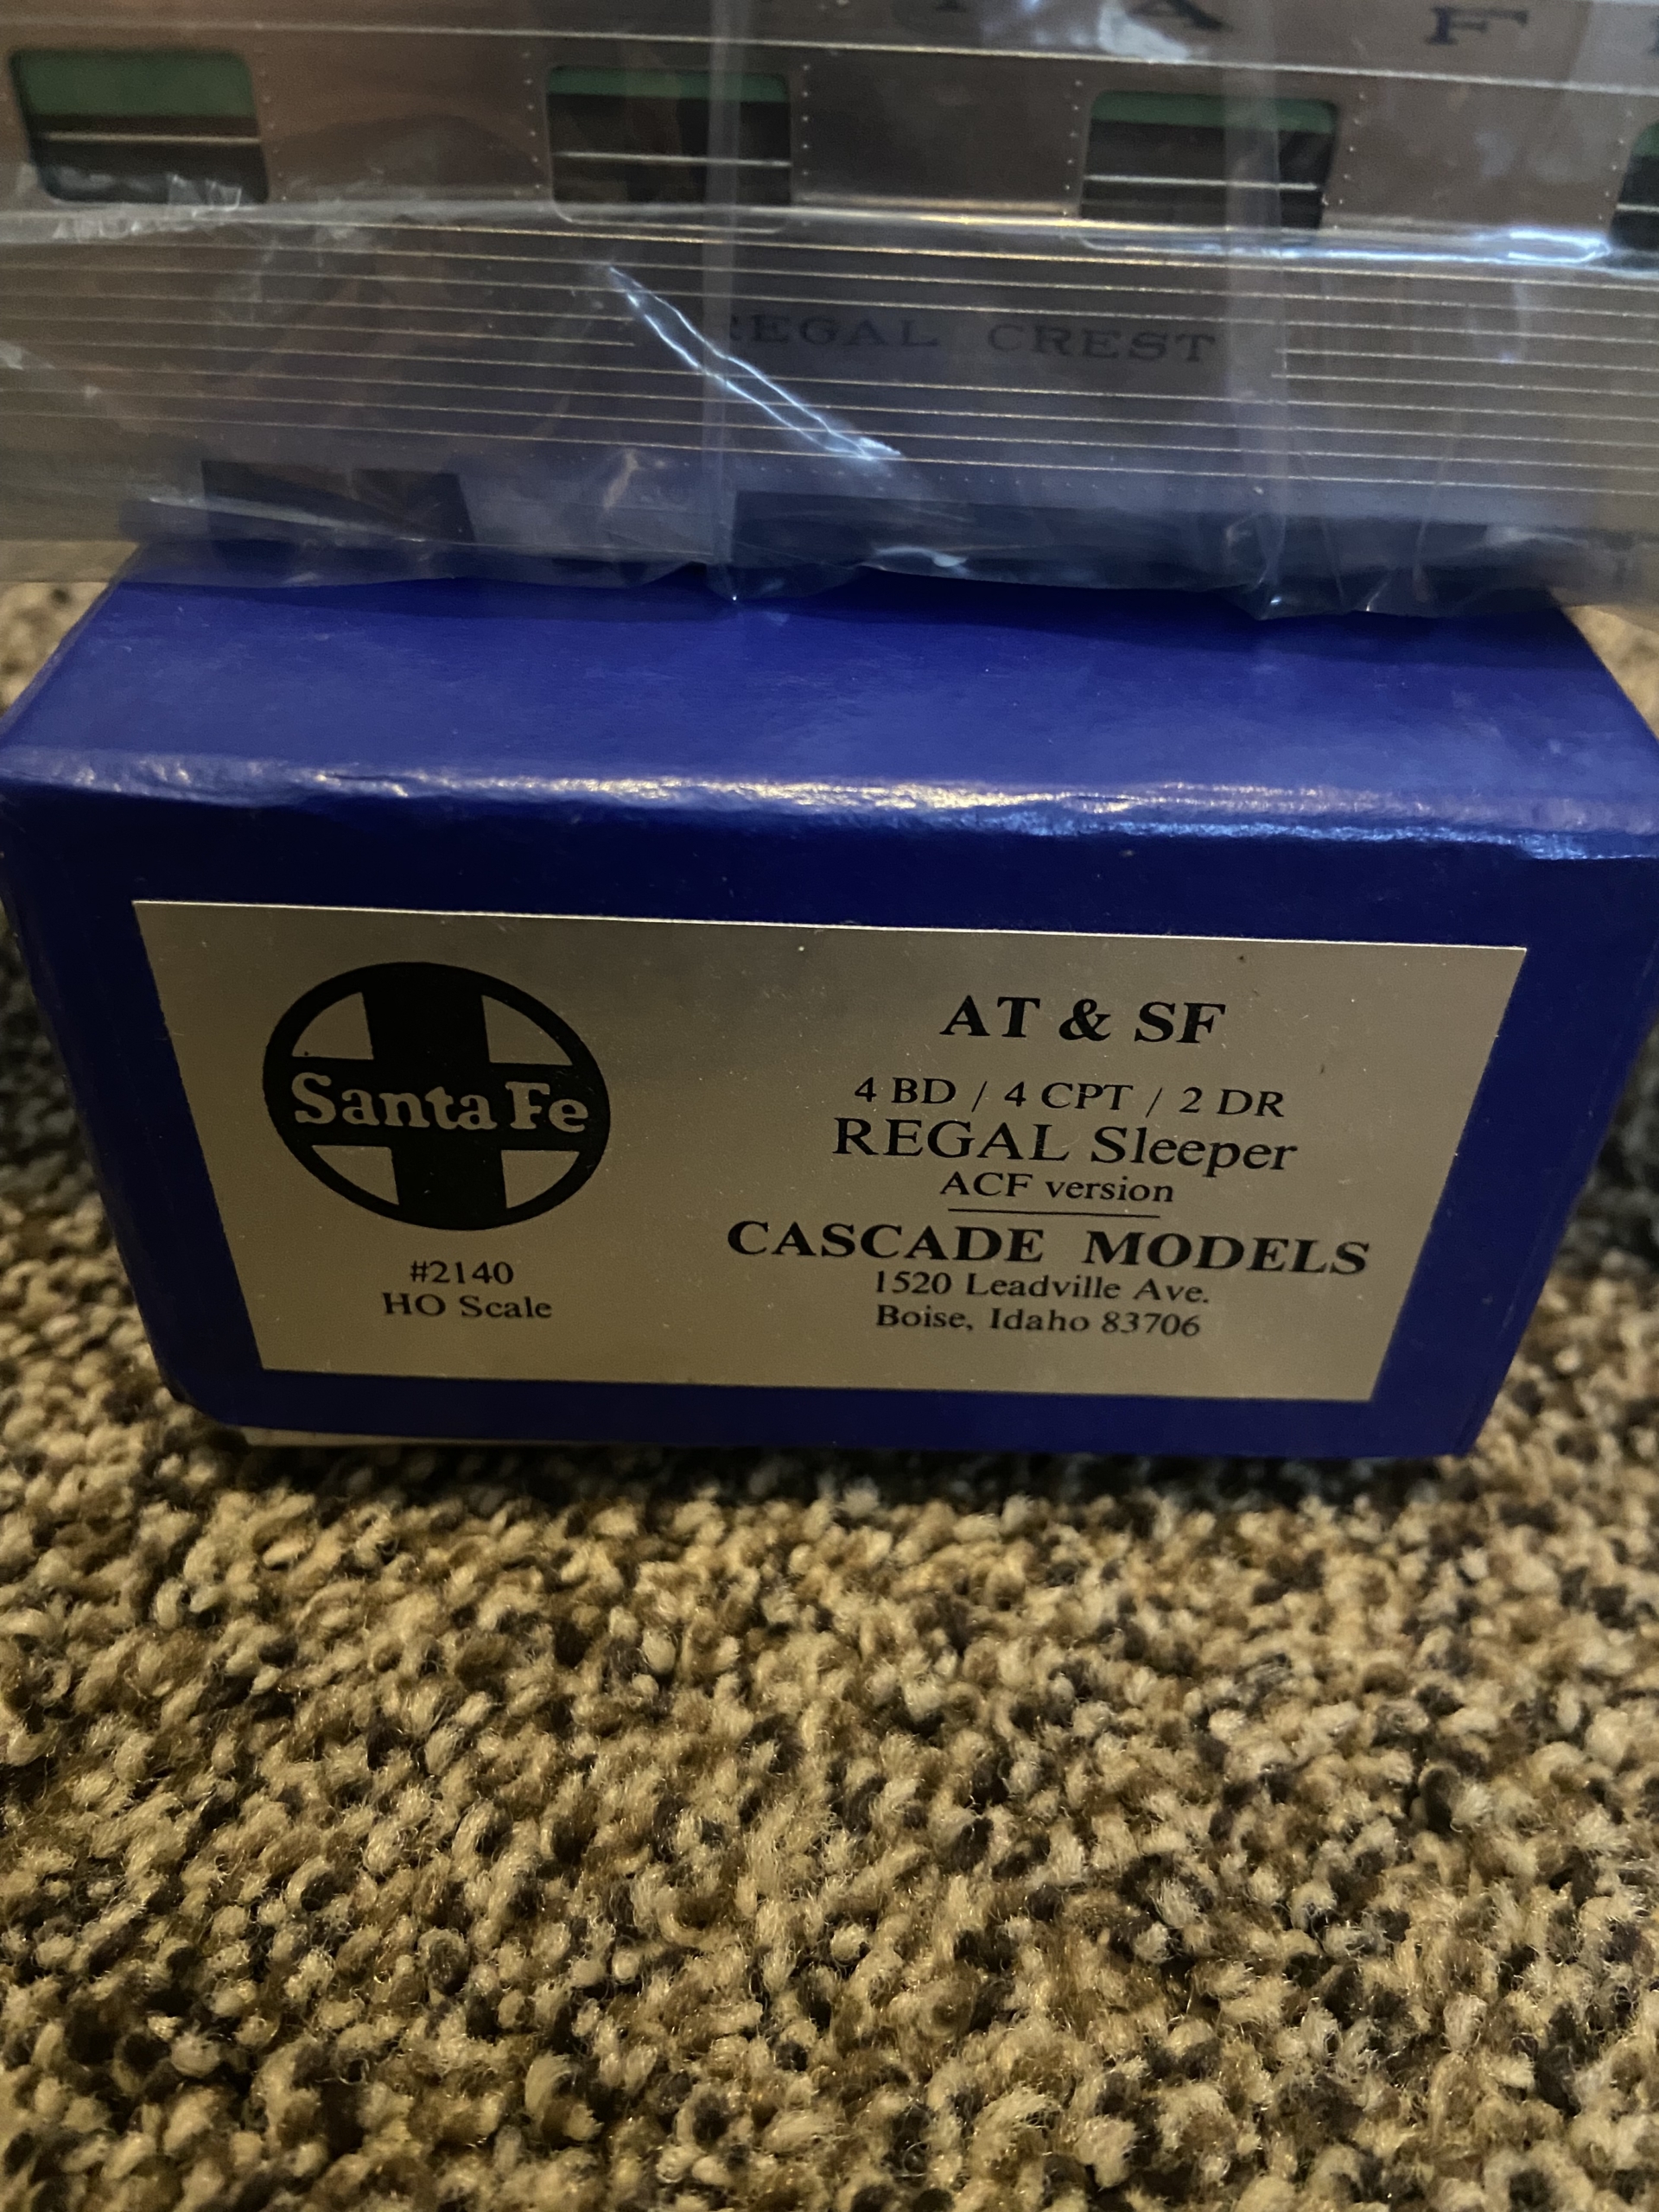 REGAL CREST
Santa Fe
#2140
HO Scale
AT & SF
4 BD / 4 CPT / 2 DR
REGAL Sleeper
ACF version
CASCADE MODELS
1520 Leadville Ave.
Boise, Idaho 83706